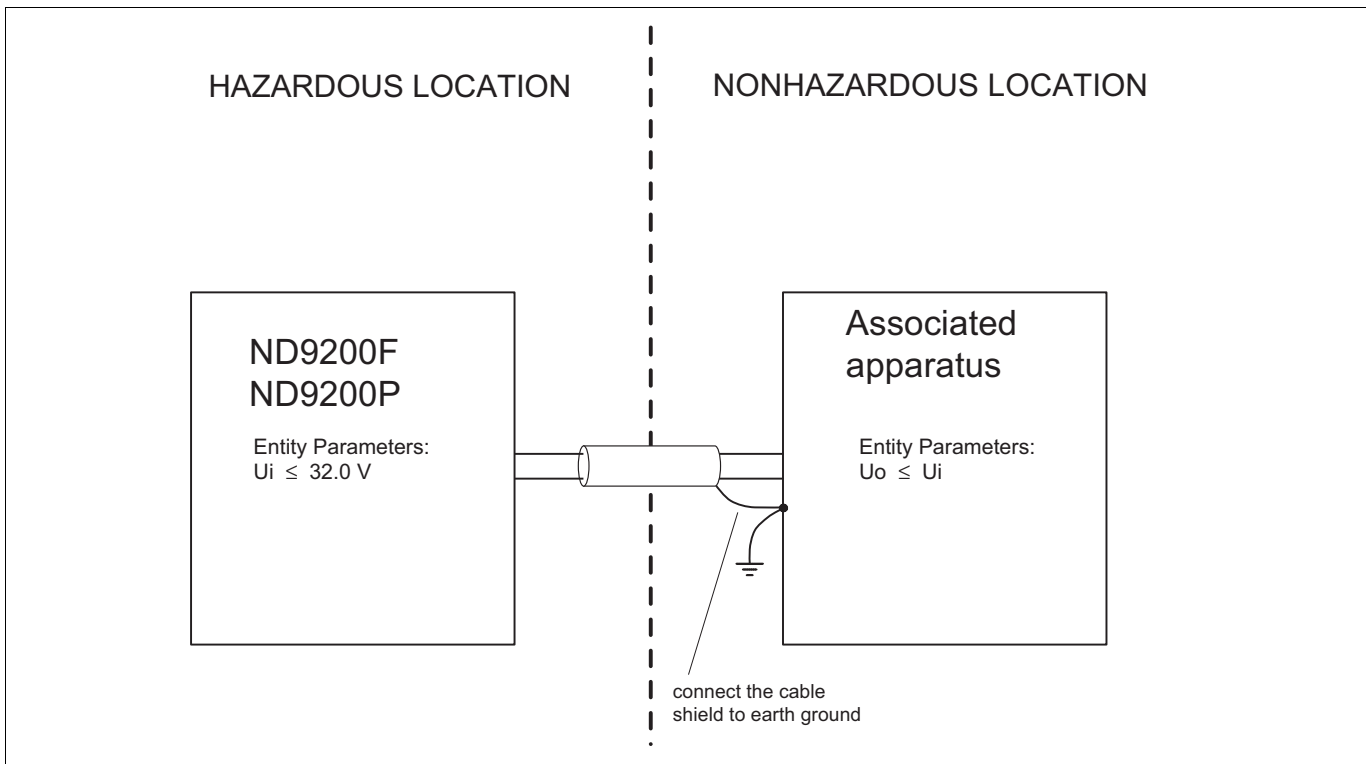 HAZARDOUS LOCATION
NONHAZARDOUS LOCATION
ND9200F
ND9200P
Entity Parameters:
Ui ≤ 32.0 V
Associated
apparatus
Entity Parameters:
Uo ≤ Ui
connect the cable
shield to earth ground